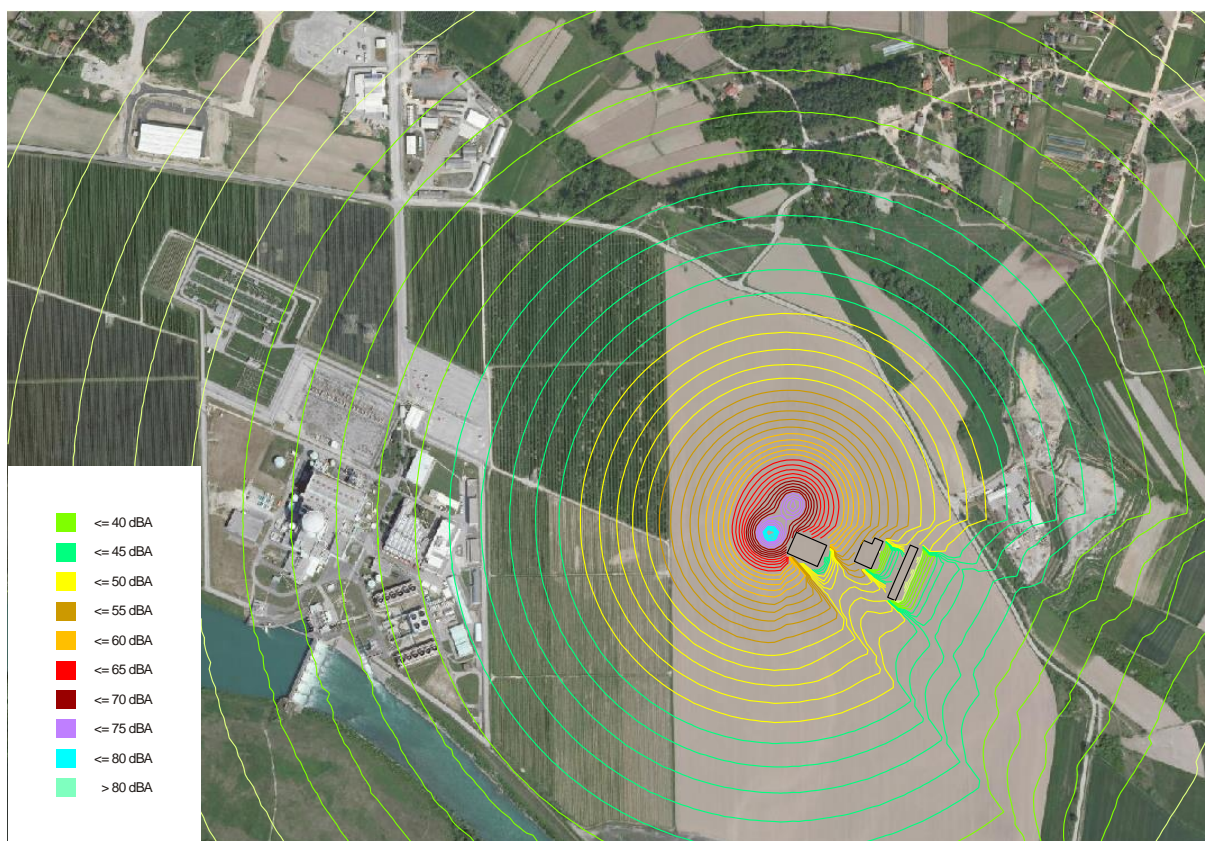 <= 40 dBA
<= 45 dBA
<= 50 dBA
<= 55 dBA
<= 60 dBA
<= 65 dBA
<= 70 dBA
<= 75 dBA
<= 80 dBA
> 80 dBA